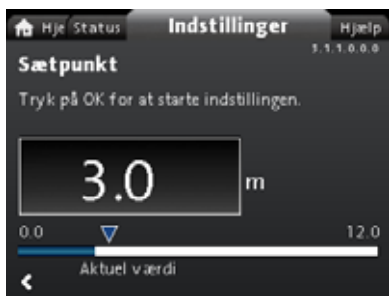 Hje Status Indstillinger Hjælp
3.1.1.0.0.0
Sætpunkt
Tryk på OK for at starte indstillingen.
3.0 m
0.0 12.0
Aktuel værdi